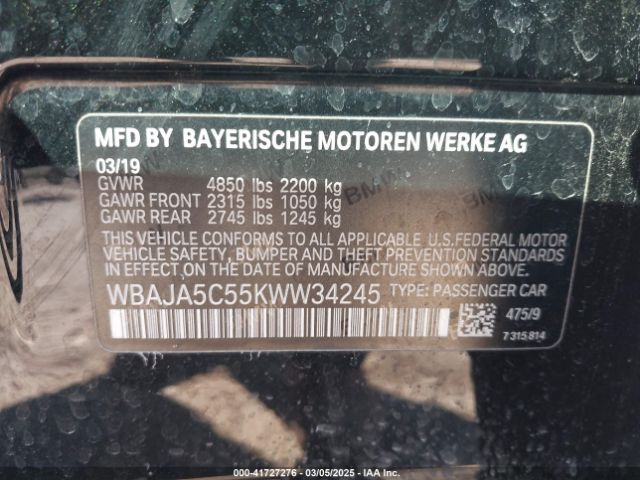 MFD BY BAYERISCHE MOTOREN WERKE AG
03/19
GVWR 4850 lbs 2200 kg
GAWR FRONT 2315 lbs 1050 kg
GAWR REAR 2745 lbs 1245 kg
THIS VEHICLE CONFORMS TO ALL APPLICABLE U.S.FEDERAL MOTOR
VEHICLE SAFETY, BUMPER AND THEFT PREVENTION STANDARDS
IN EFFECT ON THE DATE OF MANUFACTURE SHOWN ABOVE.
WBAJA5C55KWW34245 TYPE: PASSENGER CAR
475/9
7 315 814
000-41727276 | 03/05/2025 | IAA Inc.